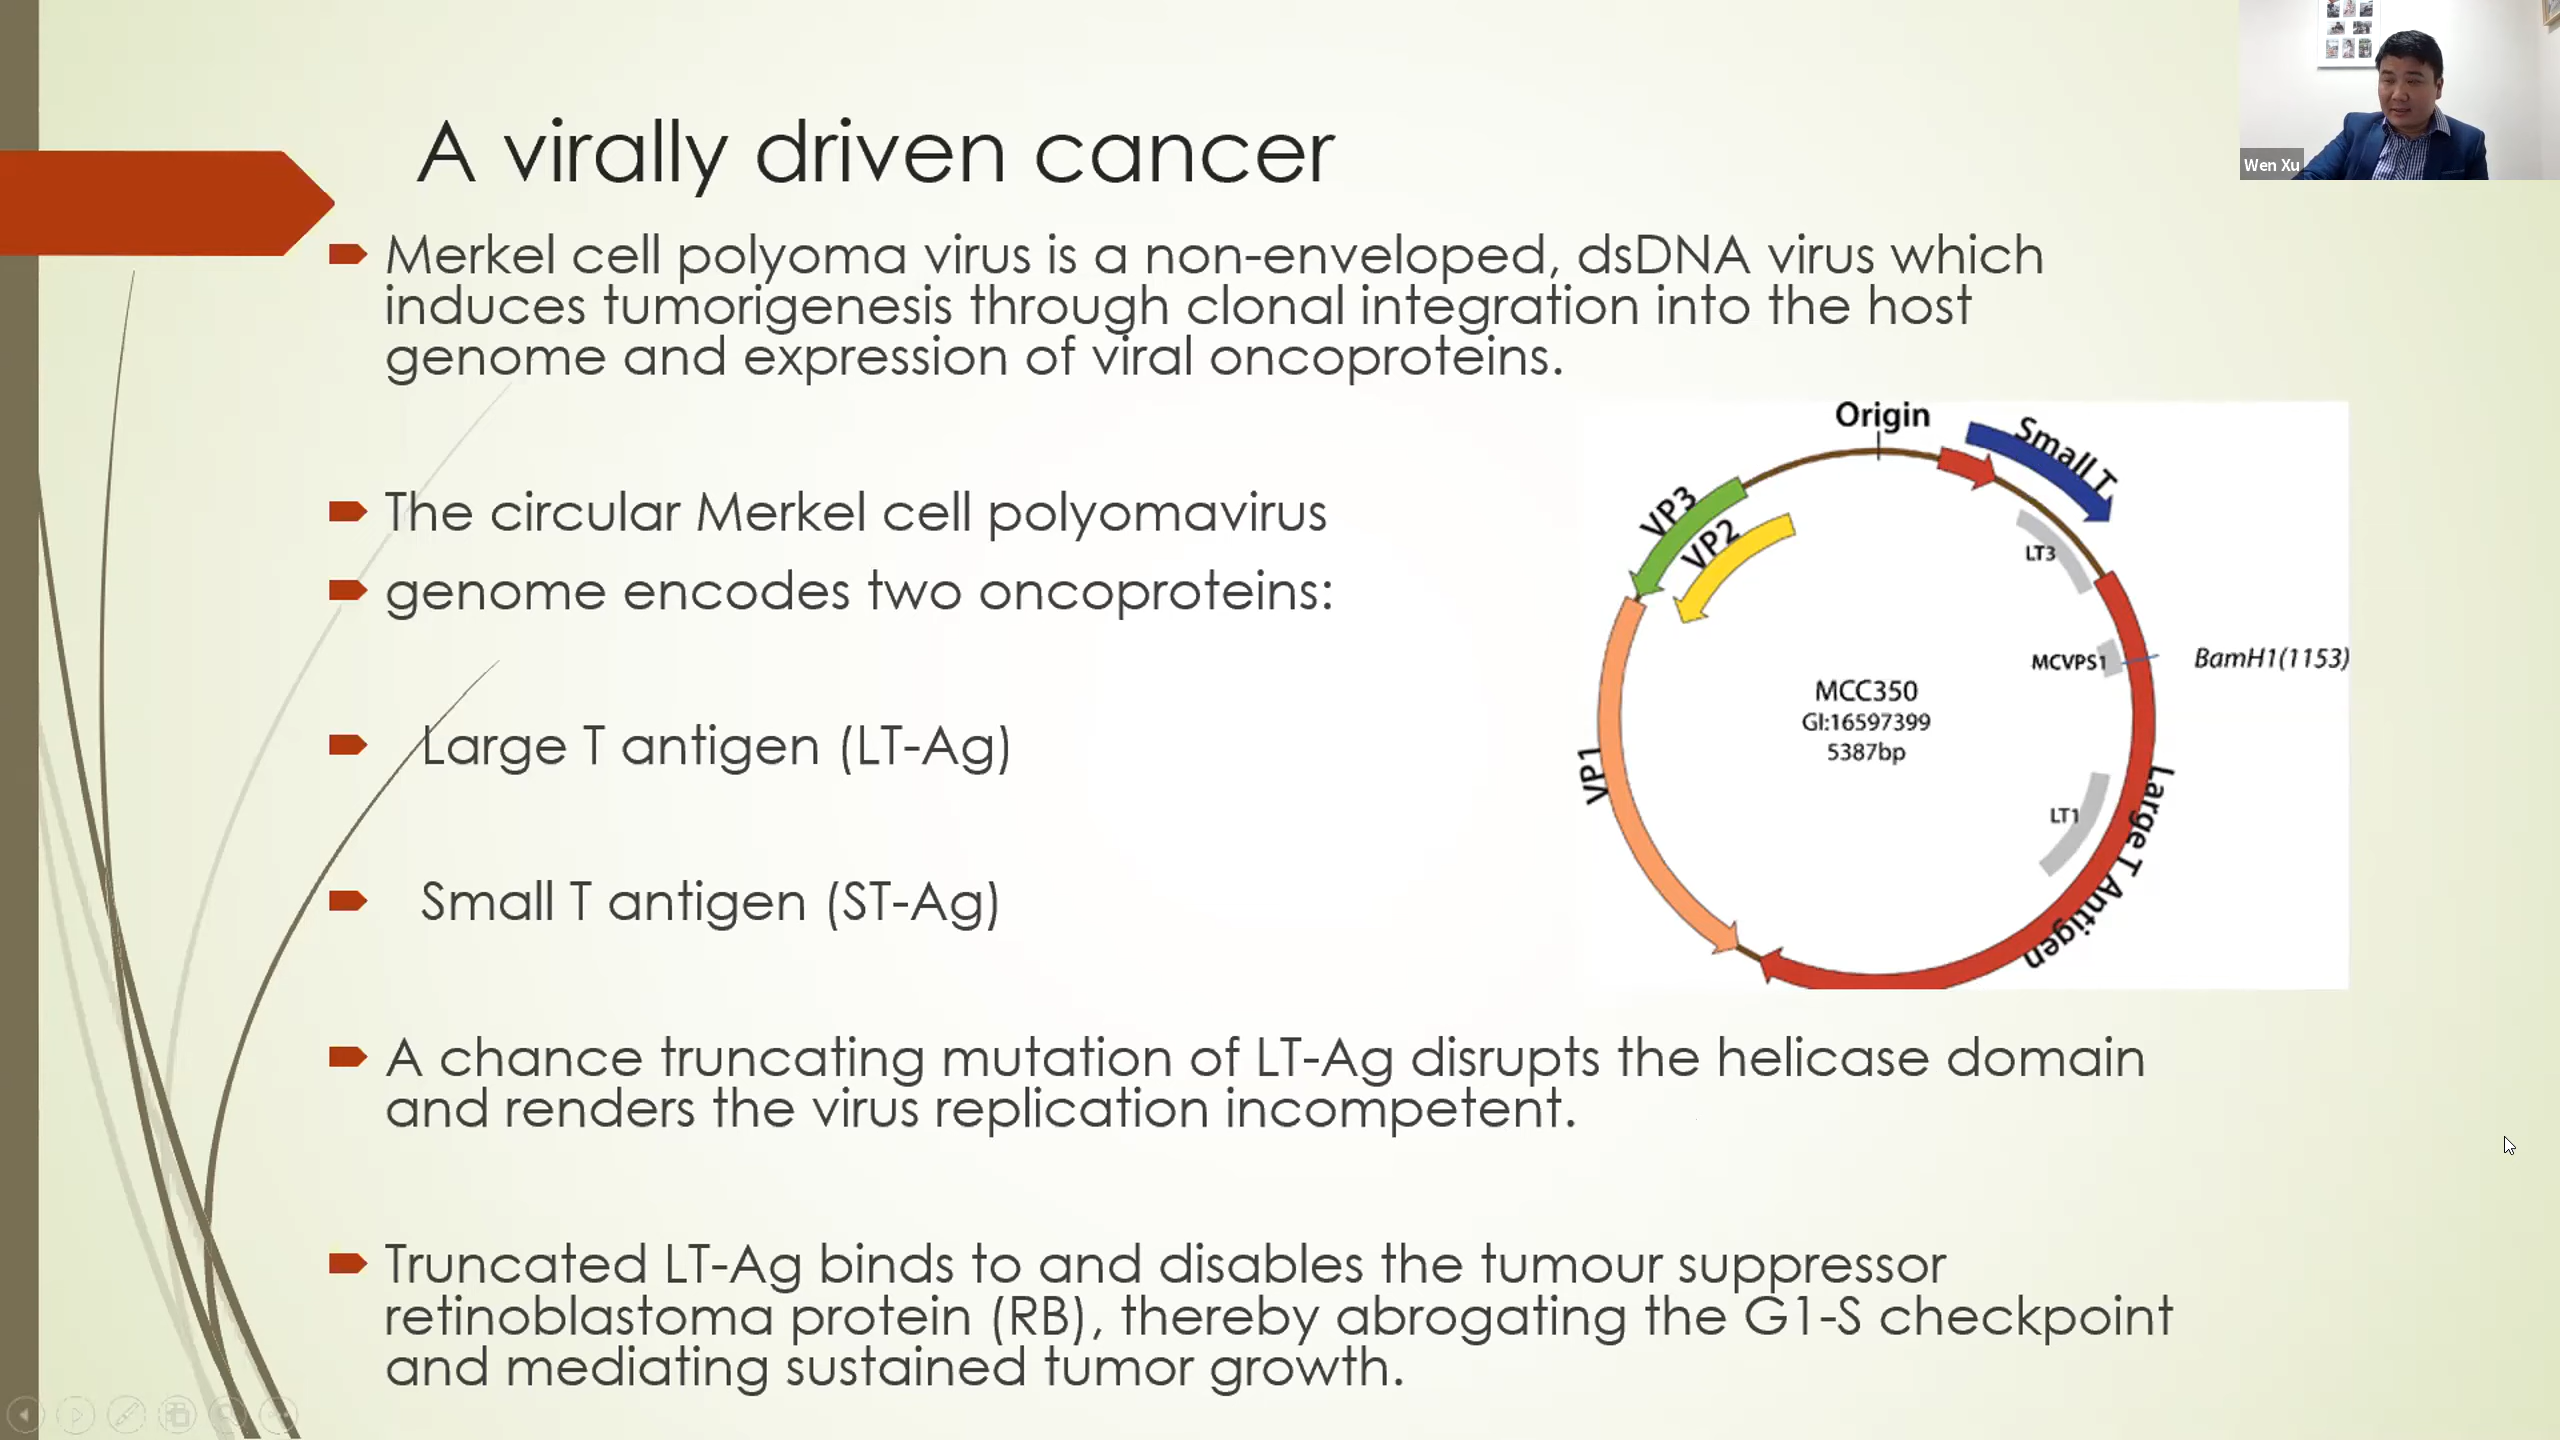 A virally driven cancer
Wen Xu
Merkel cell polyoma virus is a non-enveloped, dsDNA virus which
induces tumorigenesis through clonal integration into the host
genome and expression of viral oncoproteins.
The circular Merkel cell polyomavirus
genome encodes two oncoproteins:
Large T antigen (LT-Ag)
Small T antigen (ST-Ag)
Origin
Small T
VP3
VP2
LT3
MCVPS1
BamH1(1153)
MCC350
GI:16597399
5387bp
VP1
LT1
Large T Antigen
A chance truncating mutation of LT-Ag disrupts the helicase domain
and renders the virus replication incompetent.
Truncated LT-Ag binds to and disables the tumour suppressor
retinoblastoma protein (RB), thereby abrogating the G1-S checkpoint
and mediating sustained tumor growth.